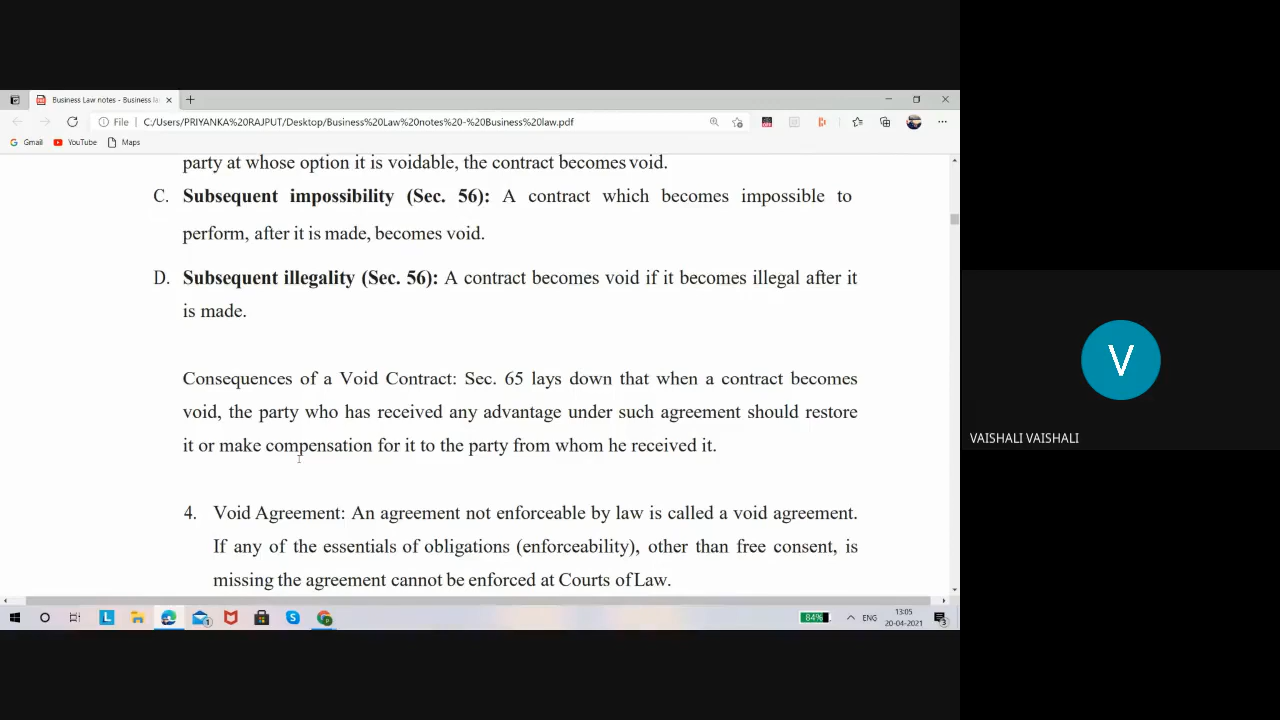 Business Law notes - Business la
File
C:/Users/PRIYANKA%20RAJPUT/Desktop/Business%20Law%20notes%20-%20Business%20law.pdf
Gmail YouTube Maps
party at whose option it is voidable, the contract becomes void.
C. Subsequent impossibility (Sec. 56): A contract which becomes impossible to
perform, after it is made, becomes void.
D. Subsequent illegality (Sec. 56): A contract becomes void if it becomes illegal after it
is made.
Consequences of a Void Contract: Sec. 65 lays down that when a contract becomes
void, the party who has received any advantage under such agreement should restore
it or make compensation for it to the party from whom he received it.
4. Void Agreement: An agreement not enforceable by law is called a void agreement.
If any of the essentials of obligations (enforceability), other than free consent, is
missing the agreement cannot be enforced at Courts of Law.
V
VAISHALI VAISHALI
84% ENG 13:05
20-04-2021